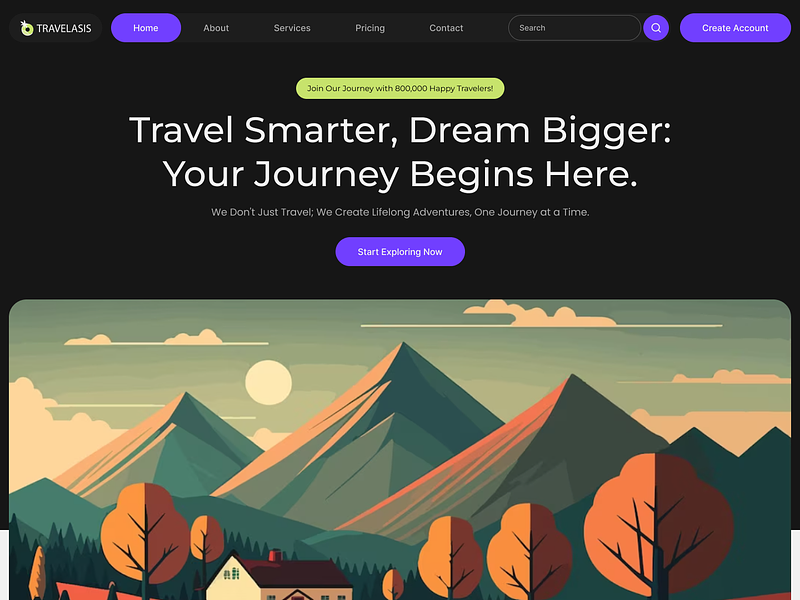 TRAVELASIS
Home
About
Services
Pricing
Contact
Search
Create Account
Join Our Journey with 800,000 Happy Travelers!
Travel Smarter, Dream Bigger:
Your Journey Begins Here.
We Don't Just Travel; We Create Lifelong Adventures, One Journey at a Time.
Start Exploring Now